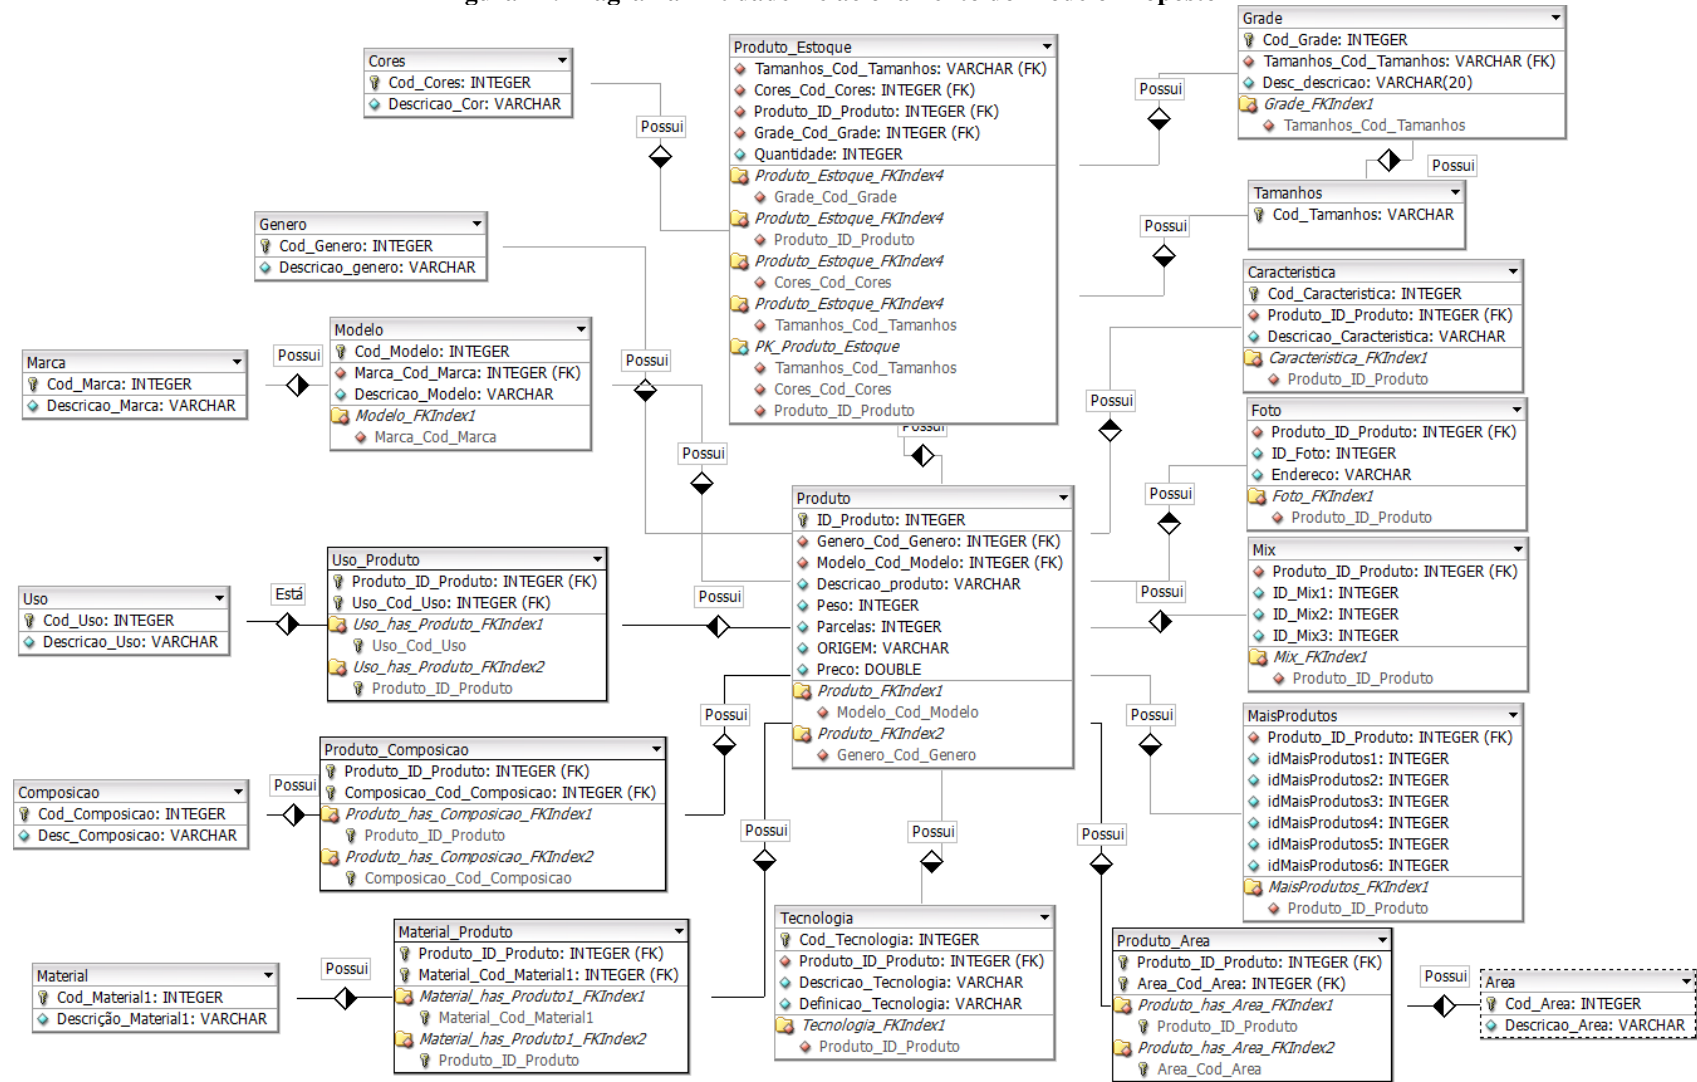 Cores
Cod_Cores: INTEGER
Descricao_Cor: VARCHAR
Possui
Produto_Estoque
Tamanhos_Cod_Tamanhos: VARCHAR (FK)
Cores_Cod_Cores: INTEGER (FK)
Produto_ID_Produto: INTEGER (FK)
Grade_Cod_Grade: INTEGER (FK)
Quantidade: INTEGER
Produto_Estoque_FKIndex4
Grade_Cod_Grade
Produto_Estoque_FKIndex4
Produto_ID_Produto
Produto_Estoque_FKIndex4
Cores_Cod_Cores
Produto_Estoque_FKIndex4
Tamanhos_Cod_Tamanhos
PK_Produto_Estoque
Tamanhos_Cod_Tamanhos
Cores_Cod_Cores
Produto_ID_Produto
Possui
Grade
Cod_Grade: INTEGER
Tamanhos_Cod_Tamanhos: VARCHAR (FK)
Desc_descricao: VARCHAR(20)
Grade_FKIndex1
Tamanhos_Cod_Tamanhos
Possui
Possui
Tamanhos
Cod_Tamanhos: VARCHAR
Possui
Genero
Cod_Genero: INTEGER
Descricao_genero: VARCHAR
Possui
Marca
Cod_Marca: INTEGER
Descricao_Marca: VARCHAR
Possui
Modelo
Cod_Modelo: INTEGER
Marca_Cod_Marca: INTEGER (FK)
Descricao_Modelo: VARCHAR
Modelo_FKIndex1
Marca_Cod_Marca
Possui
Caracteristica
Cod_Caracteristica: INTEGER
Produto_ID_Produto: INTEGER (FK)
Descricao_Caracteristica: VARCHAR
Caracteristica_FKIndex1
Produto_ID_Produto
Possui
Foto
Produto_ID_Produto: INTEGER (FK)
ID_Foto: INTEGER
Endereco: VARCHAR
Foto_FKIndex1
Produto_ID_Produto
Possui
Produto
ID_Produto: INTEGER
Genero_Cod_Genero: INTEGER (FK)
Modelo_Cod_Modelo: INTEGER (FK)
Descricao_produto: VARCHAR
Peso: INTEGER
Parcelas: INTEGER
ORIGEM: VARCHAR
Preco: DOUBLE
Produto_FKIndex1
Modelo_Cod_Modelo
Produto_FKIndex2
Genero_Cod_Genero
Mix
Produto_ID_Produto: INTEGER (FK)
ID_Mix1: INTEGER
ID_Mix2: INTEGER
ID_Mix3: INTEGER
Mix_FKIndex1
Produto_ID_Produto
Possui
Uso
Cod_Uso: INTEGER
Descricao_Uso: VARCHAR
Está
Uso_Produto
Produto_ID_Produto: INTEGER (FK)
Uso_Cod_Uso: INTEGER (FK)
Uso_has_Produto_FKIndex1
Uso_Cod_Uso
Uso_has_Produto_FKIndex2
Produto_ID_Produto
Possui
MaisProdutos
Produto_ID_Produto: INTEGER (FK)
idMaisProdutos1: INTEGER
idMaisProdutos2: INTEGER
idMaisProdutos3: INTEGER
idMaisProdutos4: INTEGER
idMaisProdutos5: INTEGER
idMaisProdutos6: INTEGER
MaisProdutos_FKIndex1
Produto_ID_Produto
Possui
Composicao
Cod_Composicao: INTEGER
Desc_Composicao: VARCHAR
Possui
Produto_Composicao
Produto_ID_Produto: INTEGER (FK)
Composicao_Cod_Composicao: INTEGER (FK)
Produto_has_Composicao_FKIndex1
Produto_ID_Produto
Produto_has_Composicao_FKIndex2
Composicao_Cod_Composicao
Possui
Possui
Possui
Possui
Material
Cod_Material1: INTEGER
Descrição_Material1: VARCHAR
Possui
Material_Produto
Produto_ID_Produto: INTEGER (FK)
Material_Cod_Material1: INTEGER (FK)
Material_has_Produto1_FKIndex1
Material_Cod_Material1
Material_has_Produto1_FKIndex2
Produto_ID_Produto
Tecnologia
Cod_Tecnologia: INTEGER
Produto_ID_Produto: INTEGER (FK)
Descricao_Tecnologia: VARCHAR
Definicao_Tecnologia: VARCHAR
Tecnologia_FKIndex1
Produto_ID_Produto
Produto_Area
Produto_ID_Produto: INTEGER (FK)
Area_Cod_Area: INTEGER (FK)
Produto_has_Area_FKIndex1
Produto_ID_Produto
Produto_has_Area_FKIndex2
Area_Cod_Area
Possui
Area
Cod_Area: INTEGER
Descricao_Area: VARCHAR